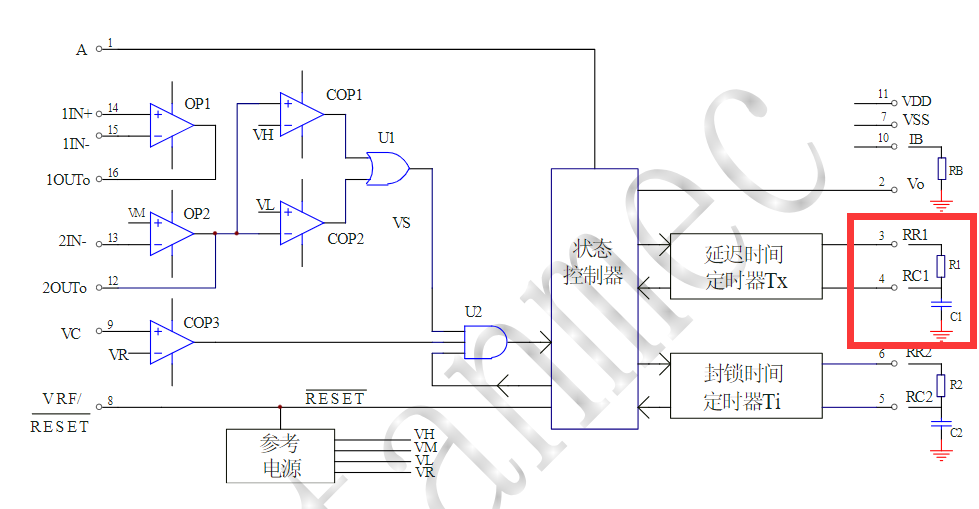 A
1
1IN+
14
1IN-
15
1OUTo
16
OP1
COP1
VH
U1
VM
OP2
2IN-
13
2OUTo
12
VL
COP2
VS
VC
9
COP3
VR
U2
VRF/
RESET
8
RESET
参考
电源
VH
VM
VL
VR
状态
控制器
延迟时间
定时器Tx
封锁时间
定时器Ti
11
VDD
7
VSS
10
IB
RB
2
Vo
3
RR1
R1
4
RC1
C1
6
RR2
R2
5
RC2
C2